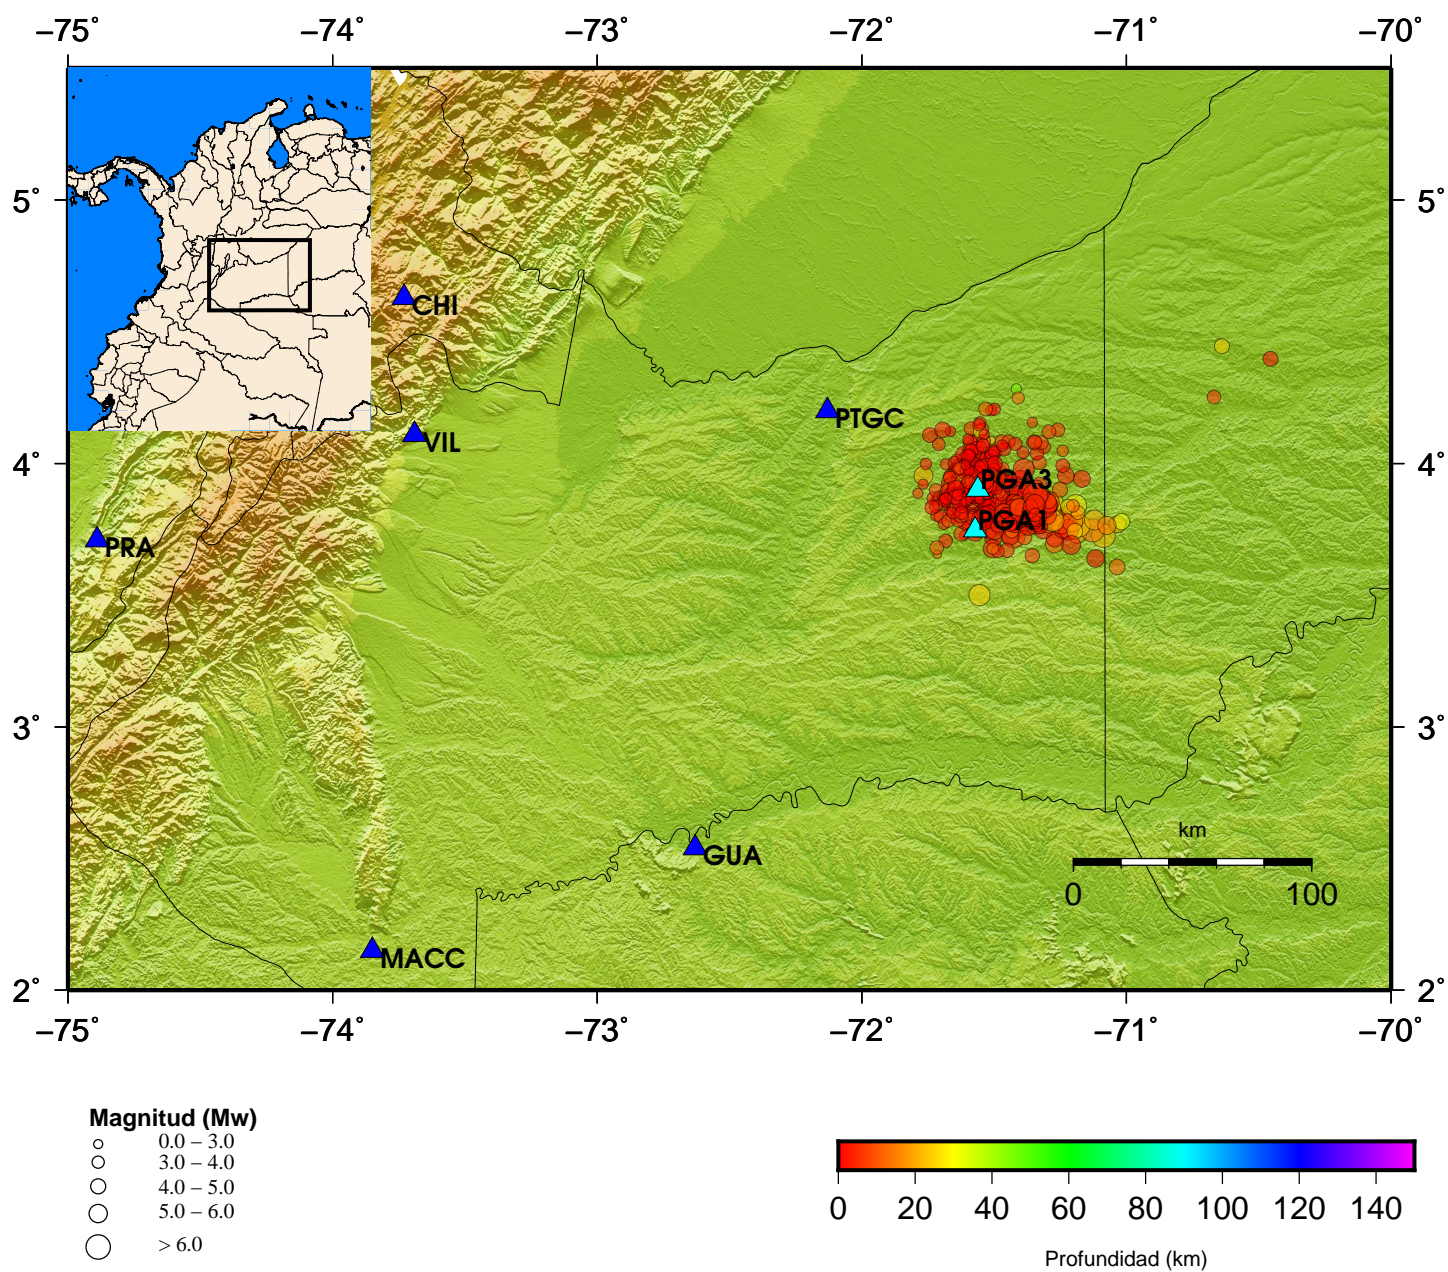 −75˚ −74˚ −73˚ −72˚ −71˚ −70˚
5˚ 5˚
CHI
PTGC
VIL
4˚ 4˚
PGA3
PGA1
PRA
3˚ 3˚
km
GUA
0 100
MACC
2˚ 2˚
−75˚ −74˚ −73˚ −72˚ −71˚ −70˚
Magnitud (Mw)
0.0 – 3.0
3.0 – 4.0
4.0 – 5.0
5.0 – 6.0
> 6.0
0 20 40 60 80 100 120 140
Profundidad (km)